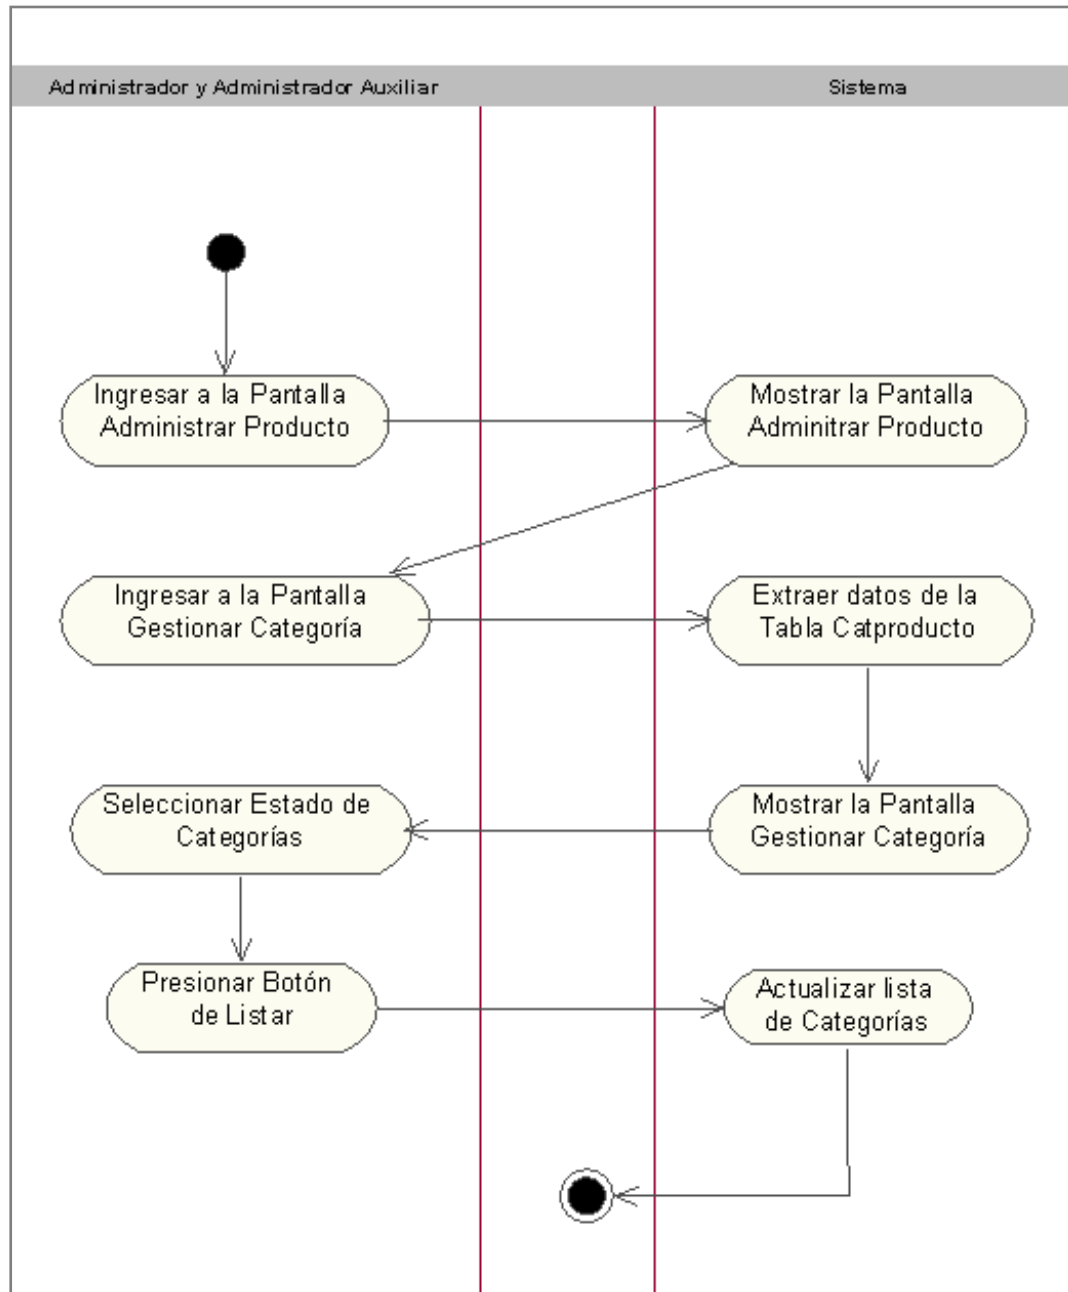 Administrador y Administrador Auxiliar
Sistema
Ingresar a la Pantalla
Administrar Producto
Mostrar la Pantalla
Adminitrar Producto
Ingresar a la Pantalla
Gestionar Categoría
Extraer datos de la
Tabla Catproducto
Seleccionar Estado de
Categorías
Mostrar la Pantalla
Gestionar Categoría
Presionar Botón
de Listar
Actualizar lista
de Categorías